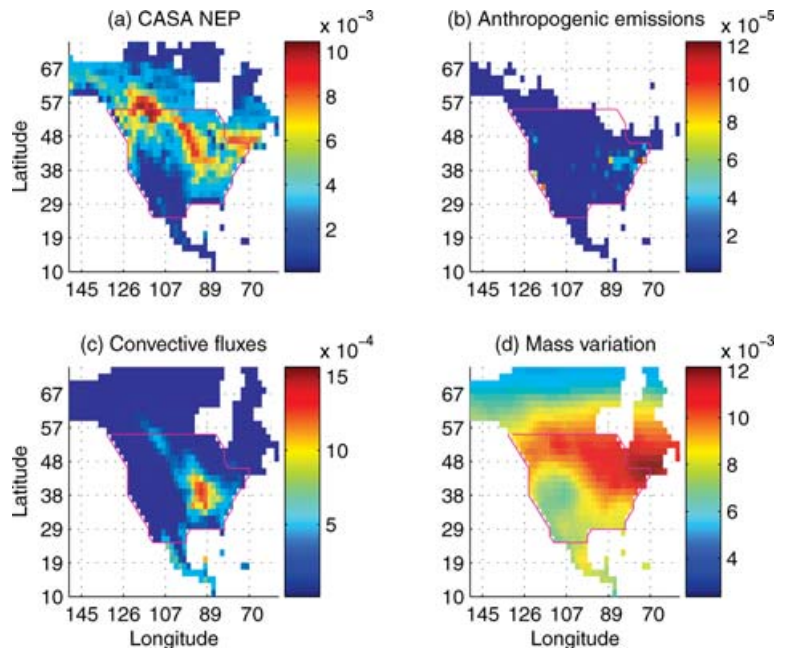 (a) CASA NEP
x 10⁻³
Latitude
67
57
48
38
29
19
10
145 126 107 89 70
10
8
6
4
2
(b) Anthropogenic emissions
x 10⁻⁵
67
57
48
38
29
19
10
145 126 107 89 70
12
10
8
6
4
2
(c) Convective fluxes
x 10⁻⁴
Latitude
67
57
48
38
29
19
10
145 126 107 89 70
Longitude
15
10
5
(d) Mass variation
x 10⁻³
67
57
48
38
29
19
10
145 126 107 89 70
Longitude
12
10
8
6
4